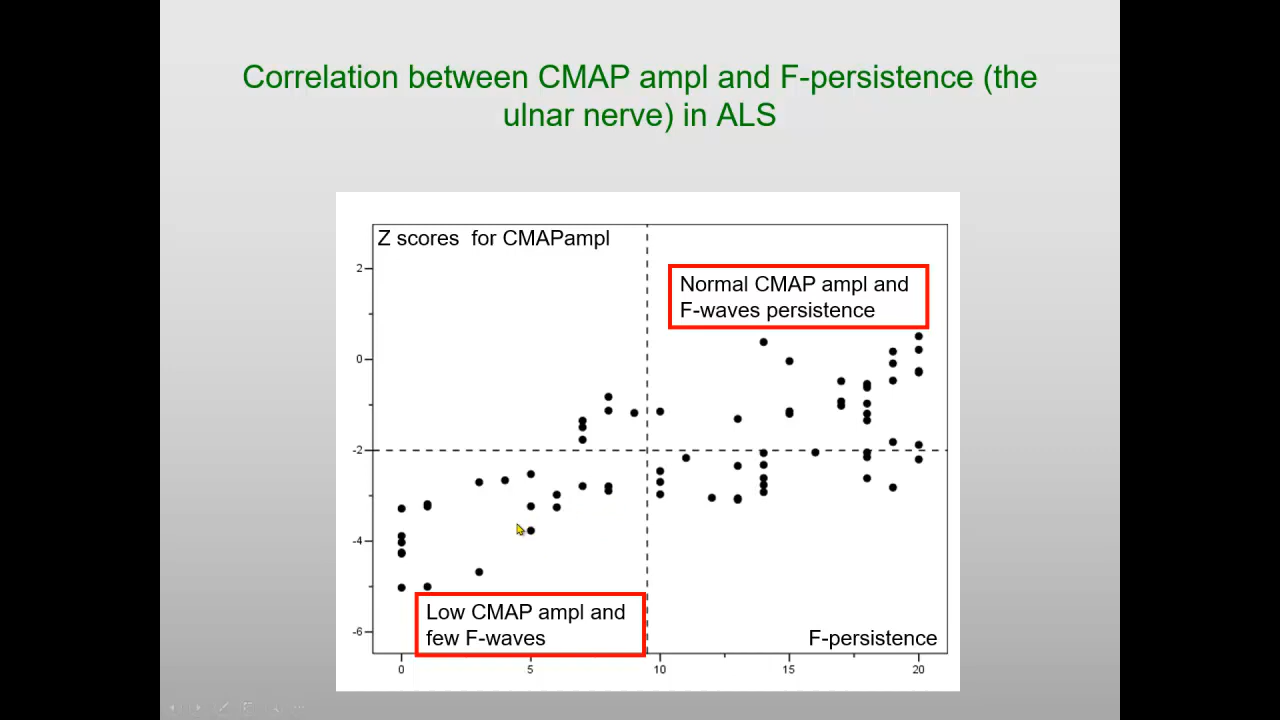 Correlation between CMAP ampl and F-persistence (the
ulnar nerve) in ALS
Z scores for CMAPampl
Normal CMAP ampl and
F-waves persistence
2
0
-2
-4
-6
Low CMAP ampl and
few F-waves
F-persistence
0 5 10 15 20